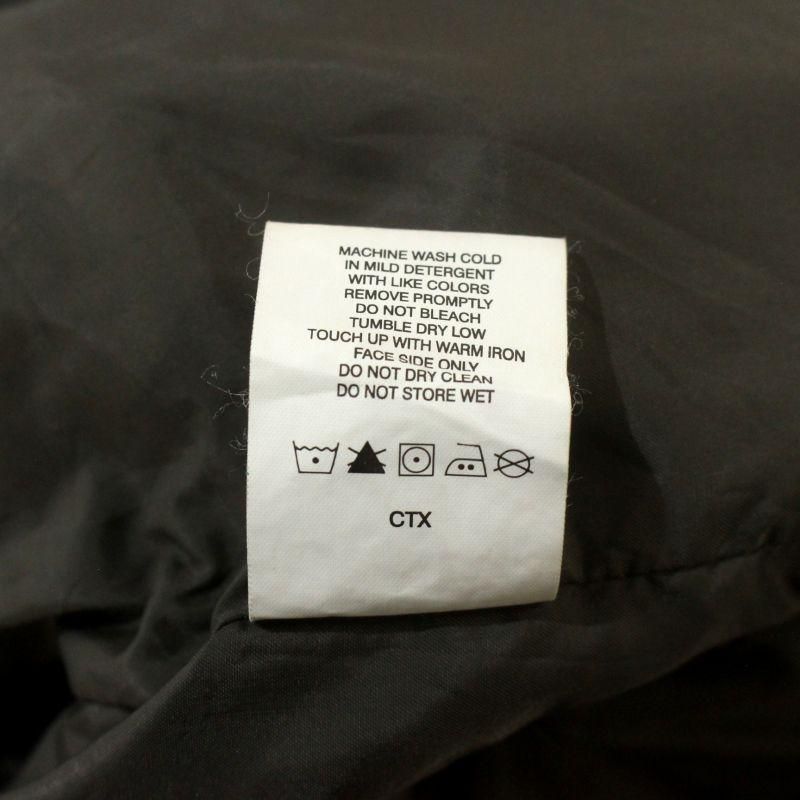 MACHINE WASH COLD
IN MILD DETERGENT
WITH LIKE COLORS
REMOVE PROMPTLY
DO NOT BLEACH
TUMBLE DRY LOW
TOUCH UP WITH WARM IRON
FACE SIDE ONLY
DO NOT DRY CLEAN
DO NOT STORE WET
CTX